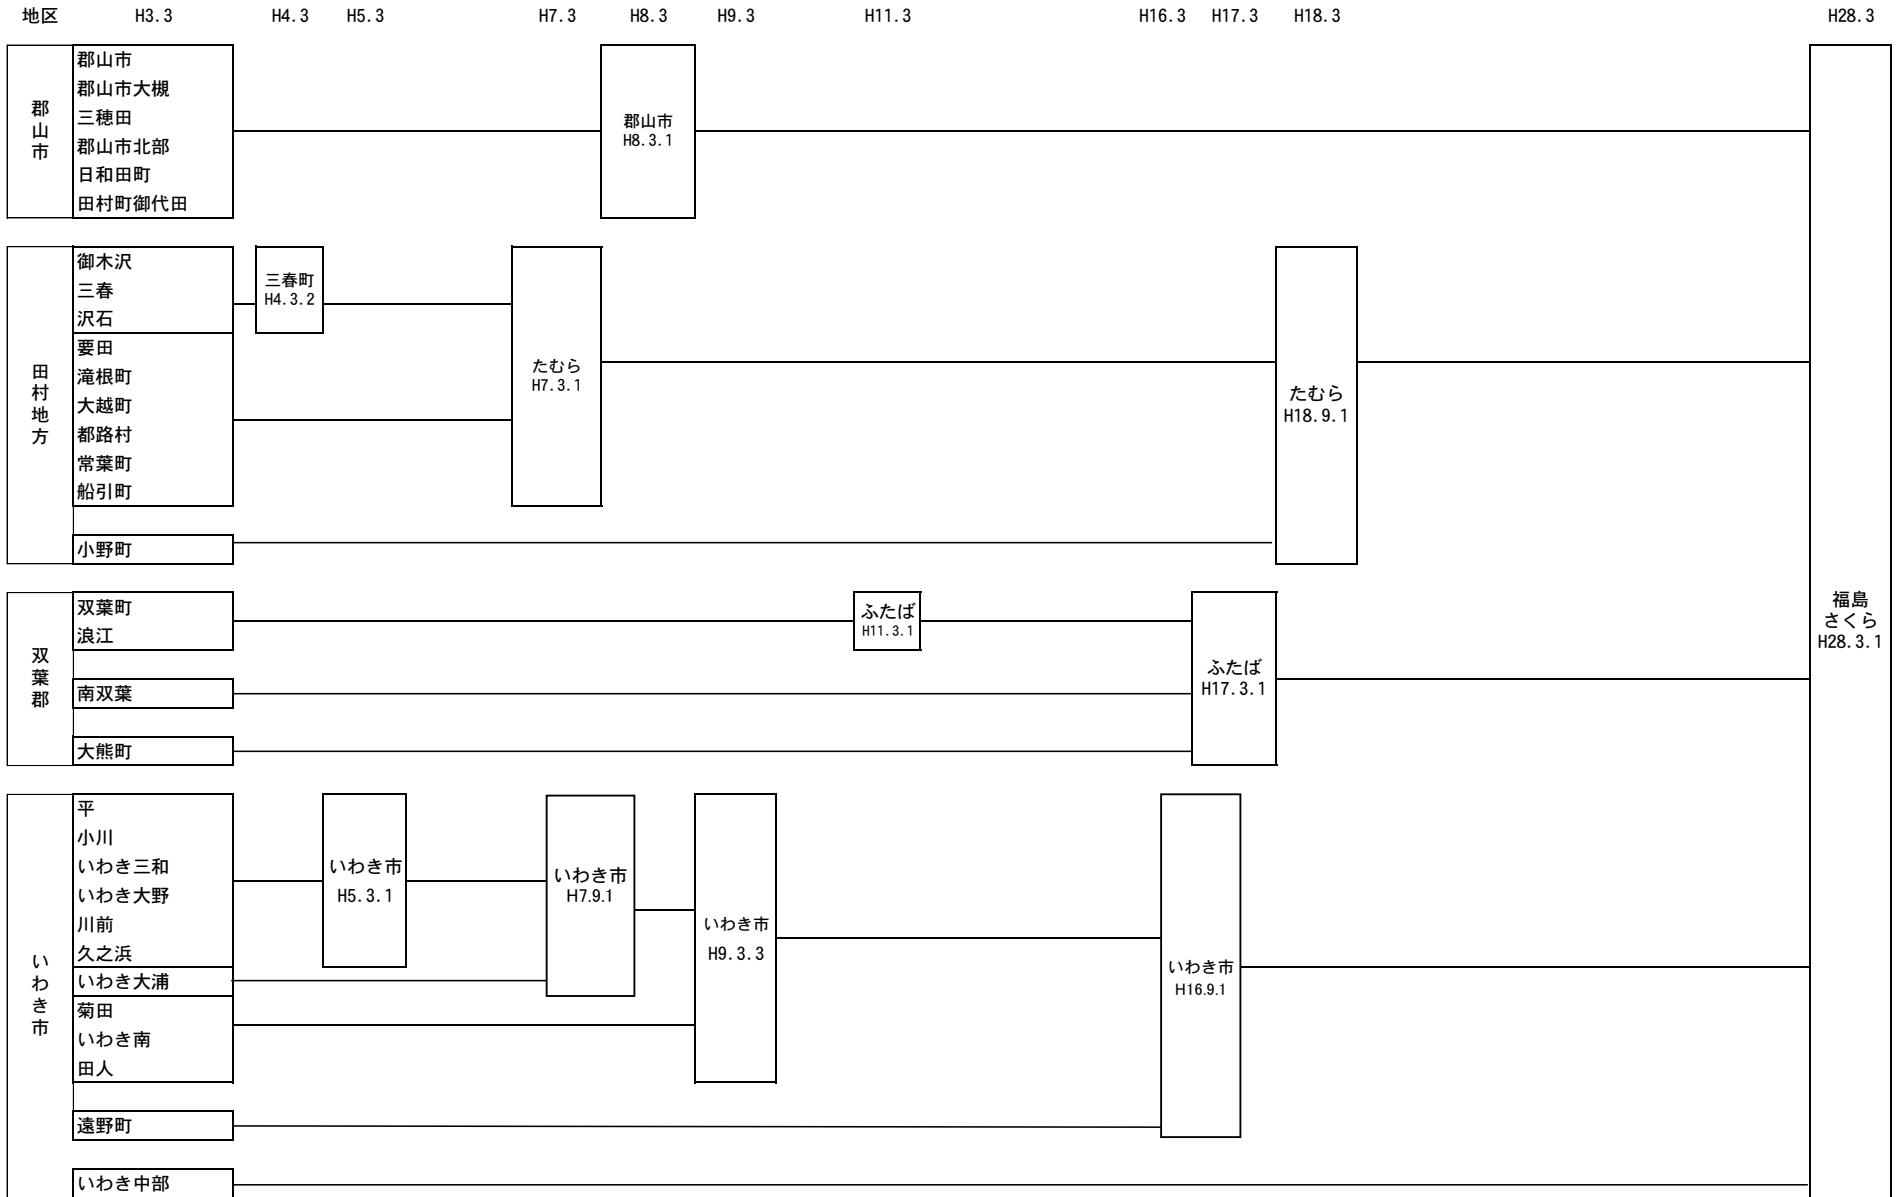 地区 H3.3 H4.3 H5.3 H7.3 H8.3 H9.3 H11.3 H16.3 H17.3 H18.3 H28.3
郡山市
郡山市
郡山市大槻
三穂田
郡山市北部
日和田町
田村町御代田
郡山市
H8.3.1
田村地方
御木沢
三春
沢石
要田
滝根町
大越町
都路村
常葉町
船引町
小野町
三春町
H4.3.2
たむら
H7.3.1
たむら
H18.9.1
双葉郡
双葉町
浪江
南双葉
大熊町
ふたば
H11.3.1
ふたば
H17.3.1
いわき市
平
小川
いわき三和
いわき大野
川前
久之浜
いわき大浦
菊田
いわき南
田人
遠野町
いわき中部
いわき市
H5.3.1
いわき市
H7.9.1
いわき市
H9.3.3
いわき市
H16.9.1
福島
さくら
H28.3.1